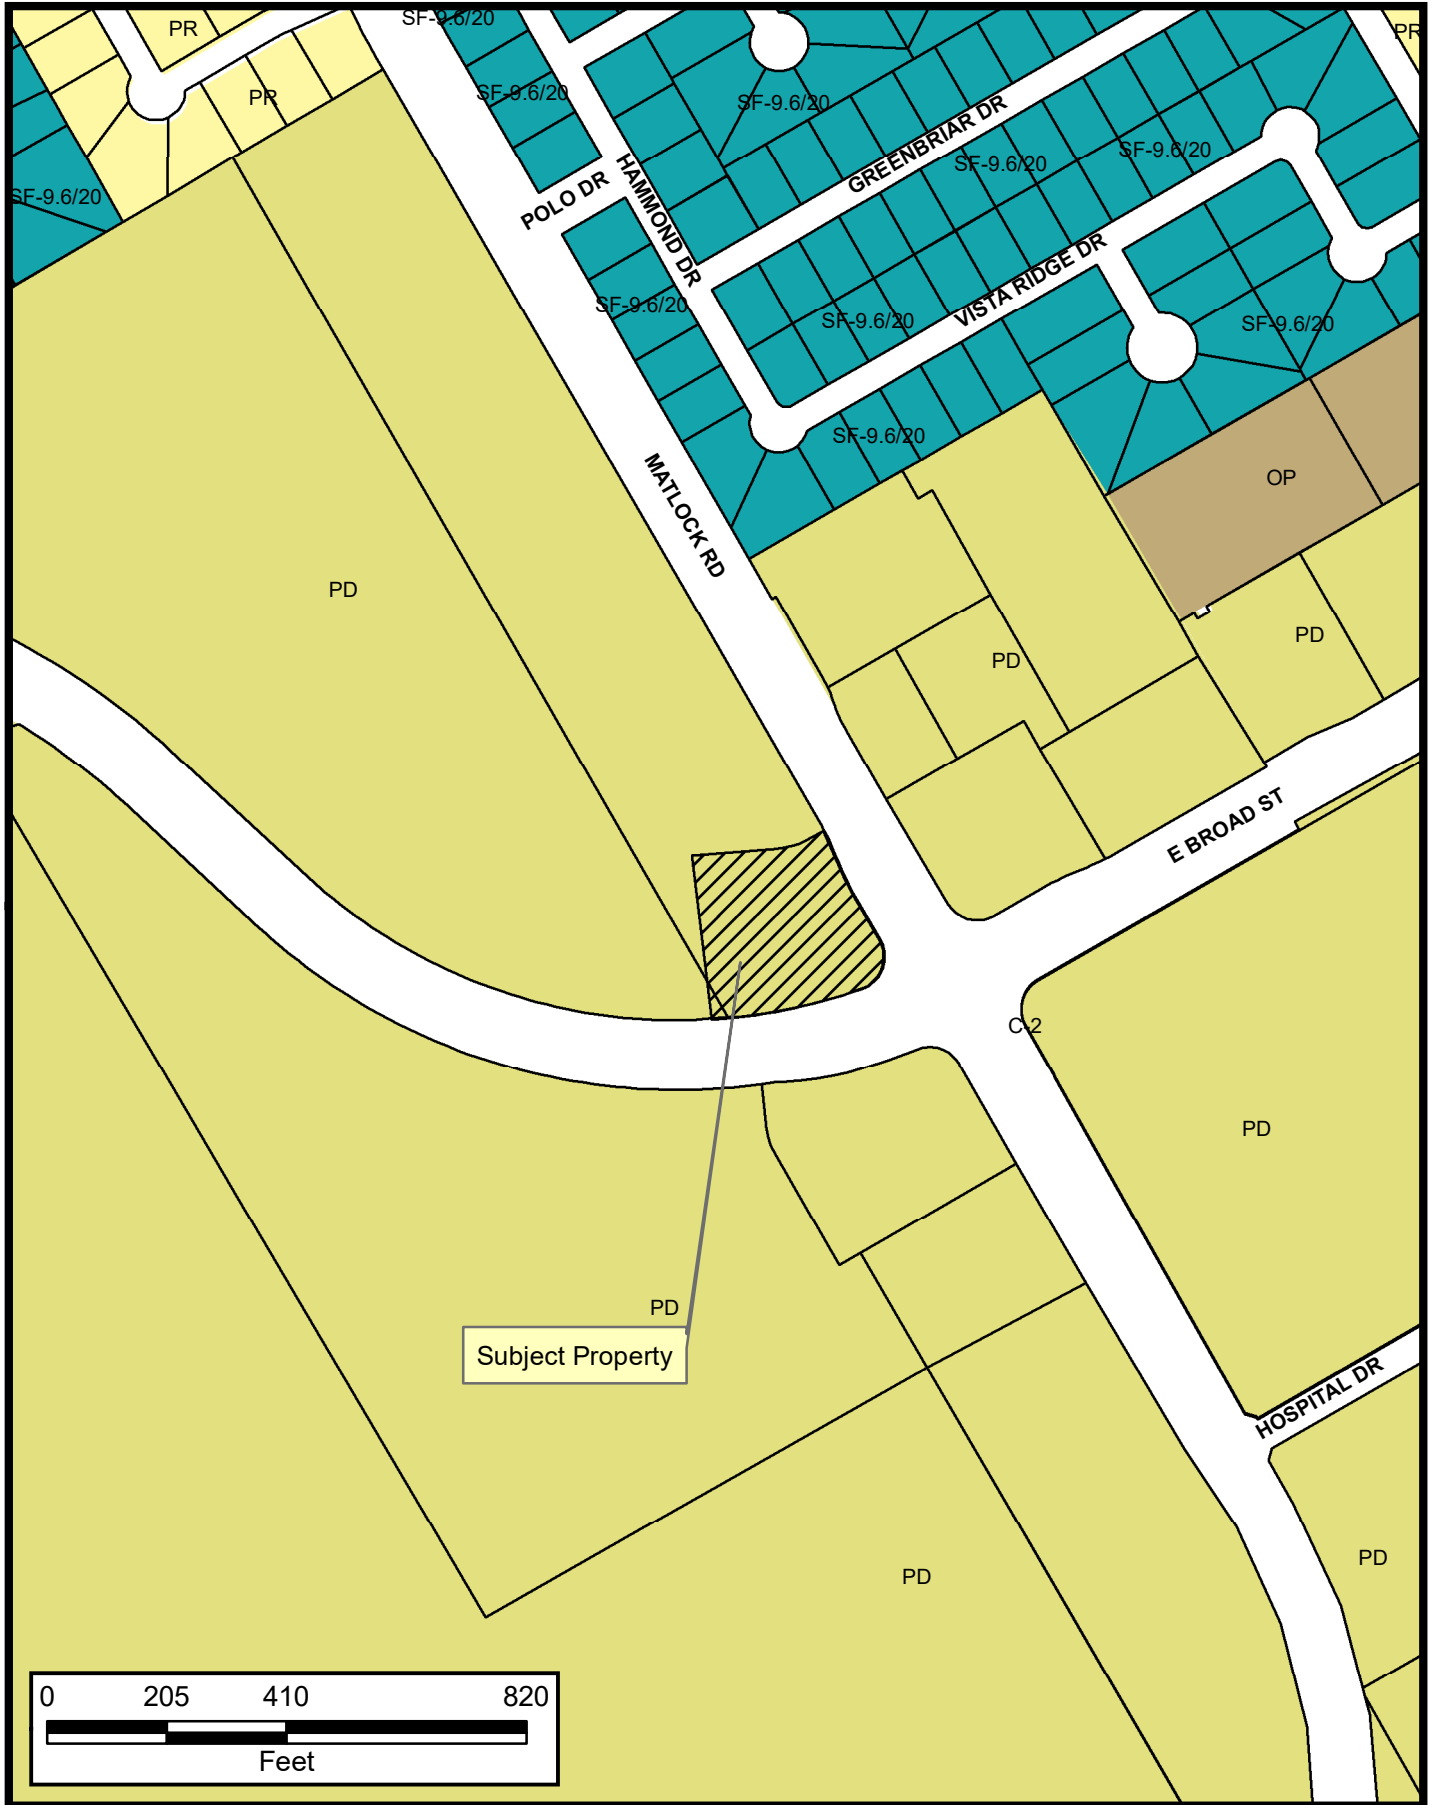 SF-9.6/20
PR
PR
SF-9.6/20
PR
SF-9.6/20
GREENBRIAR DR
SF-9.6/20
SF-9.6/20
SF-9.6/20
POLO DR
HAMMOND DR
VISTA RIDGE DR
SF-9.6/20
SF-9.6/20
SF-9.6/20
SF-9.6/20
MATLOCK RD
OP
PD
PD
PD
E BROAD ST
C-2
PD
PD
Subject Property
HOSPITAL DR
PD
PD
0 205 410 820
Feet